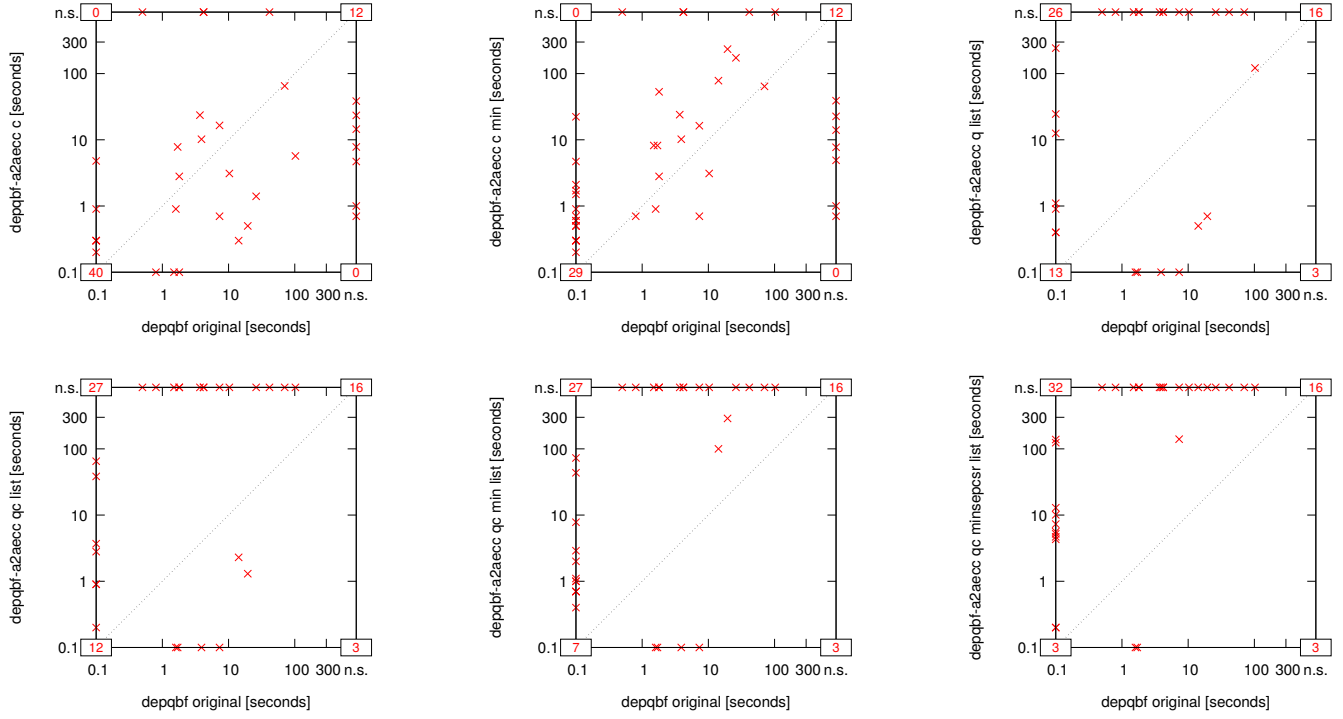 n.s. 0 12
300
100
10
1
0.1 40 0
0.1 1 10 100 300 n.s.
depqbf-a2aecc c [seconds]
depqbf original [seconds]
n.s. 0 12
300
100
10
1
0.1 29 0
0.1 1 10 100 300 n.s.
depqbf-a2aecc c min [seconds]
depqbf original [seconds]
n.s. 26 16
300
100
10
1
0.1 13 3
0.1 1 10 100 300 n.s.
depqbf-a2aecc q list [seconds]
depqbf original [seconds]
n.s. 27 16
300
100
10
1
0.1 12 3
0.1 1 10 100 300 n.s.
depqbf-a2aecc qc list [seconds]
depqbf original [seconds]
n.s. 27 16
300
100
10
1
0.1 7 3
0.1 1 10 100 300 n.s.
depqbf-a2aecc qc min list [seconds]
depqbf original [seconds]
n.s. 32 16
300
100
10
1
0.1 3 3
0.1 1 10 100 300 n.s.
depqbf-a2aecc qc minsepcsr list [seconds]
depqbf original [seconds]